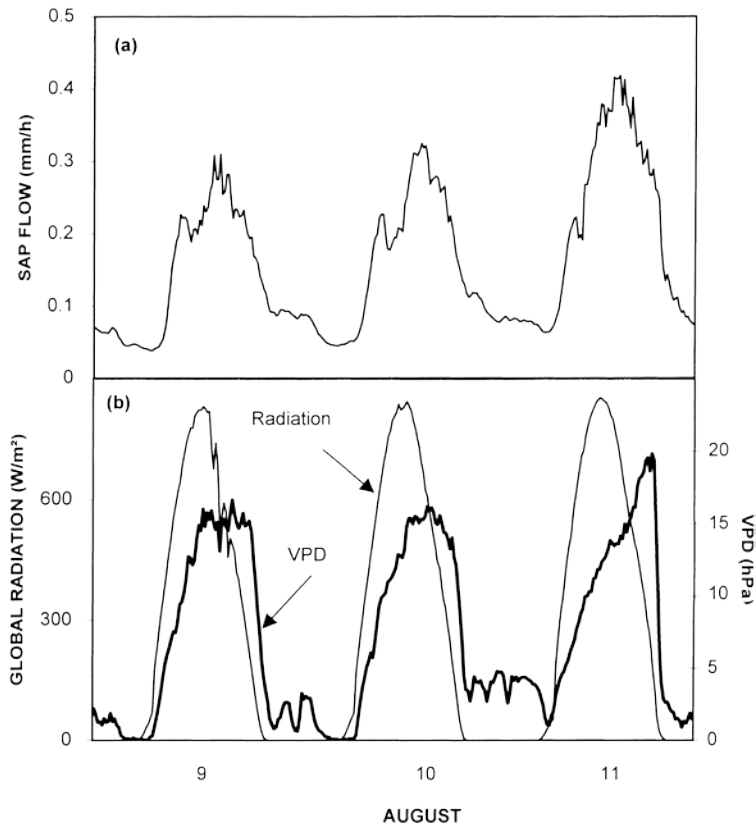 0.5
(a)
0.4
0.3
0.2
0.1
0
SAP FLOW (mm/h)
(b)
Radiation
VPD
600
300
0
GLOBAL RADIATION (W/m²)
20
15
10
5
0
VPD (hPa)
9 10 11
AUGUST